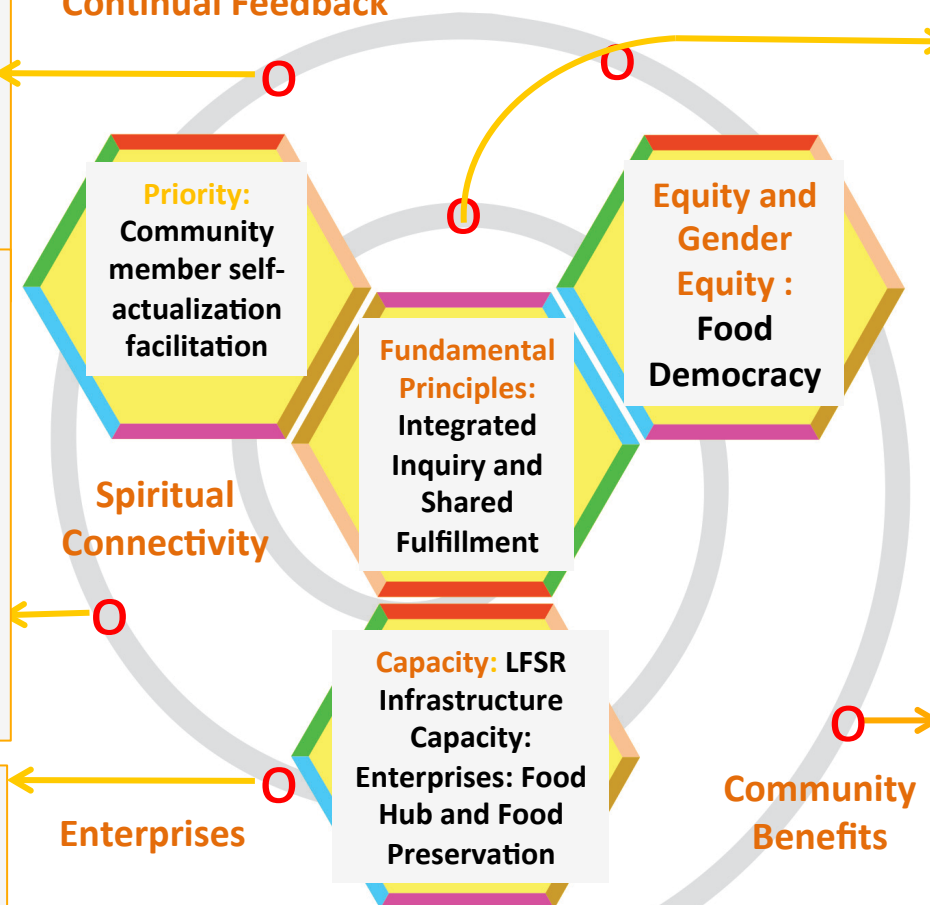 Continual Feedback
O
O
O
Priority:
Community
member self-
actualization
facilitation
Equity and
Gender
Equity :
Food
Democracy
Fundamental
Principles:
Integrated
Inquiry and
Shared
Fulfillment
Spiritual
Connectivity
O
Capacity: LFSR
Infrastructure
Capacity:
Enterprises: Food
Hub and Food
Preservation
O
O
Enterprises
Community
Benefits